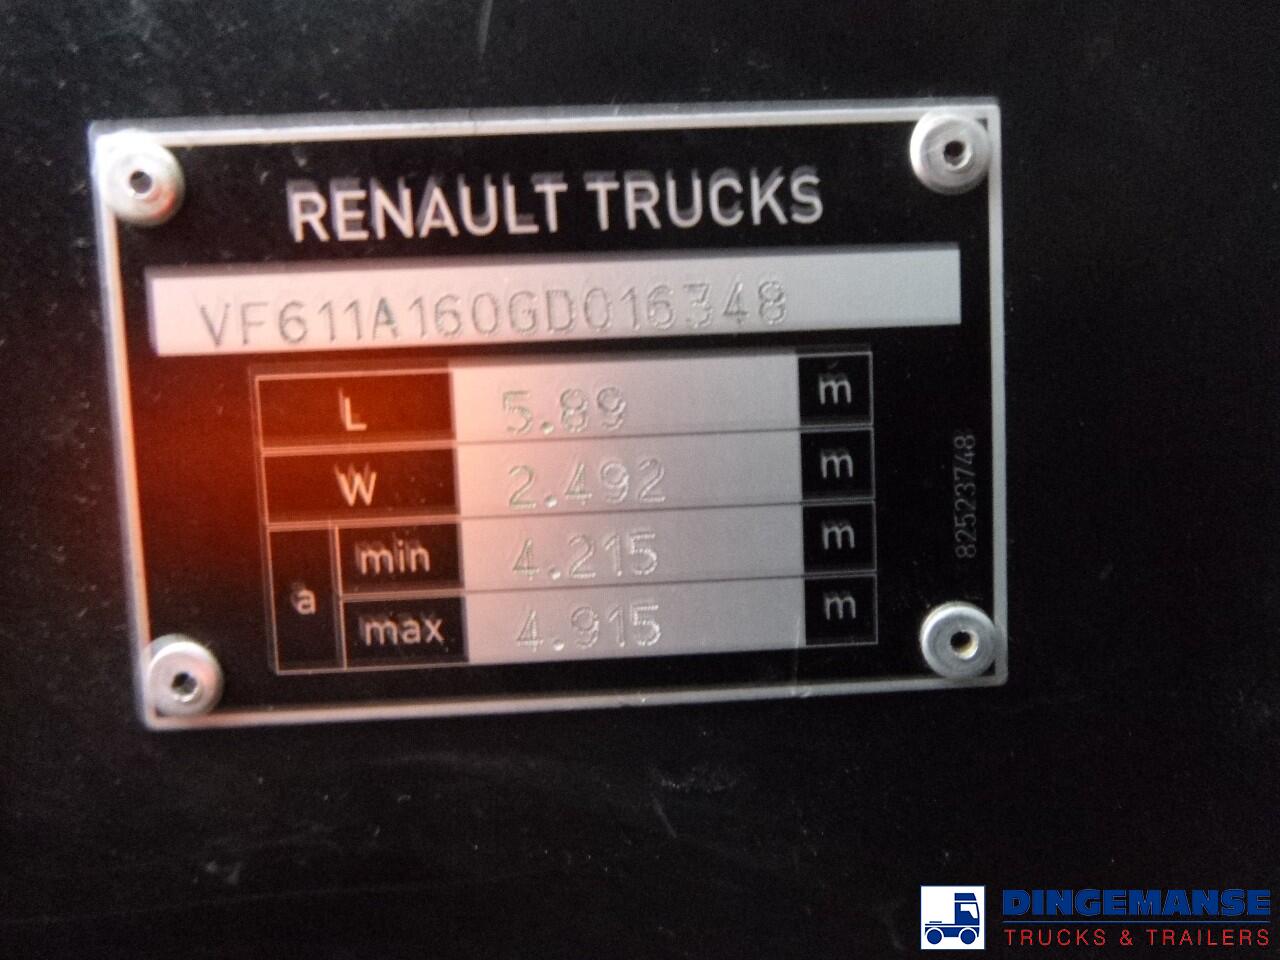 RENAULT TRUCKS
VF611A160GD016348
L 5.89 m
W 2.492 m
a min 4.215 m
max 4.915 m
82523748
DINGEMANSE
TRUCKS & TRAILERS